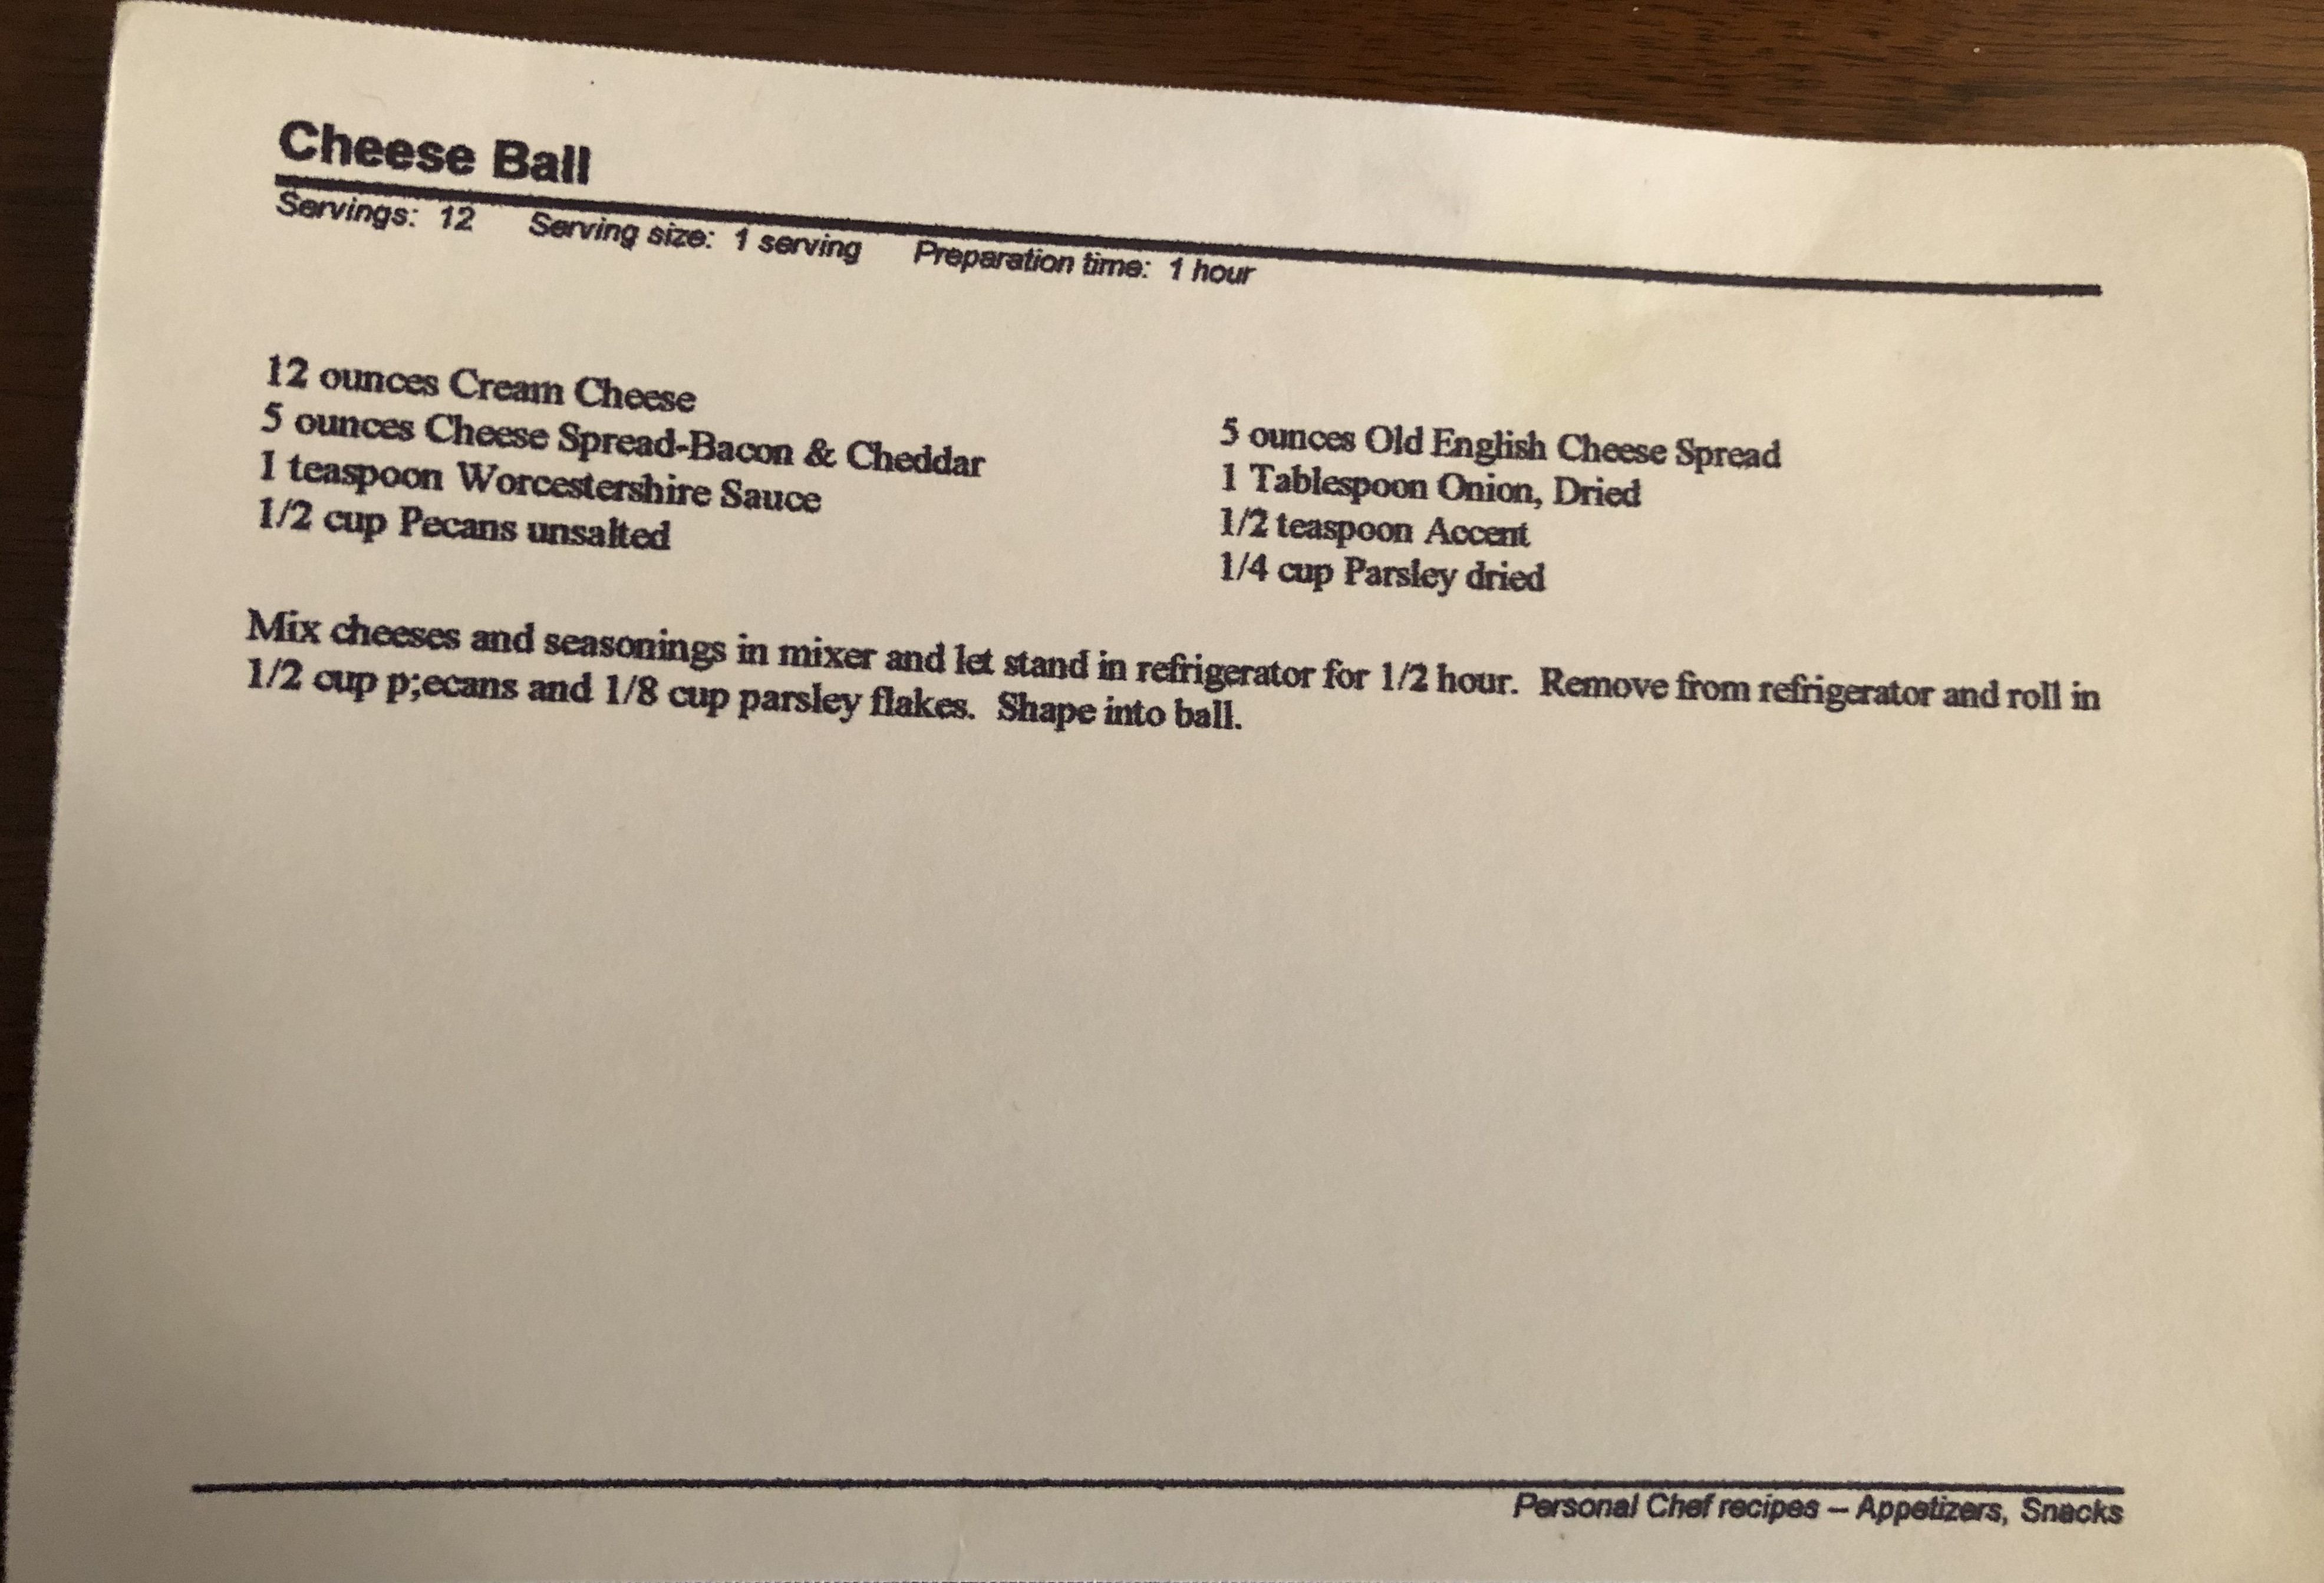 Cheese Ball
Servings: 12 Serving size: 1 serving Preparation time: 1 hour
12 ounces Cream Cheese
5 ounces Cheese Spread-Bacon & Cheddar
1 teaspoon Worcestershire Sauce
1/2 cup Pecans unsalted
5 ounces Old English Cheese Spread
1 Tablespoon Onion, Dried
1/2 teaspoon Accent
1/4 cup Parsley dried
Mix cheeses and seasonings in mixer and let stand in refrigerator for 1/2 hour. Remove from refrigerator and roll in
1/2 cup p;ecans and 1/8 cup parsley flakes. Shape into ball.
Personal Chef recipes – Appetizers, Snacks